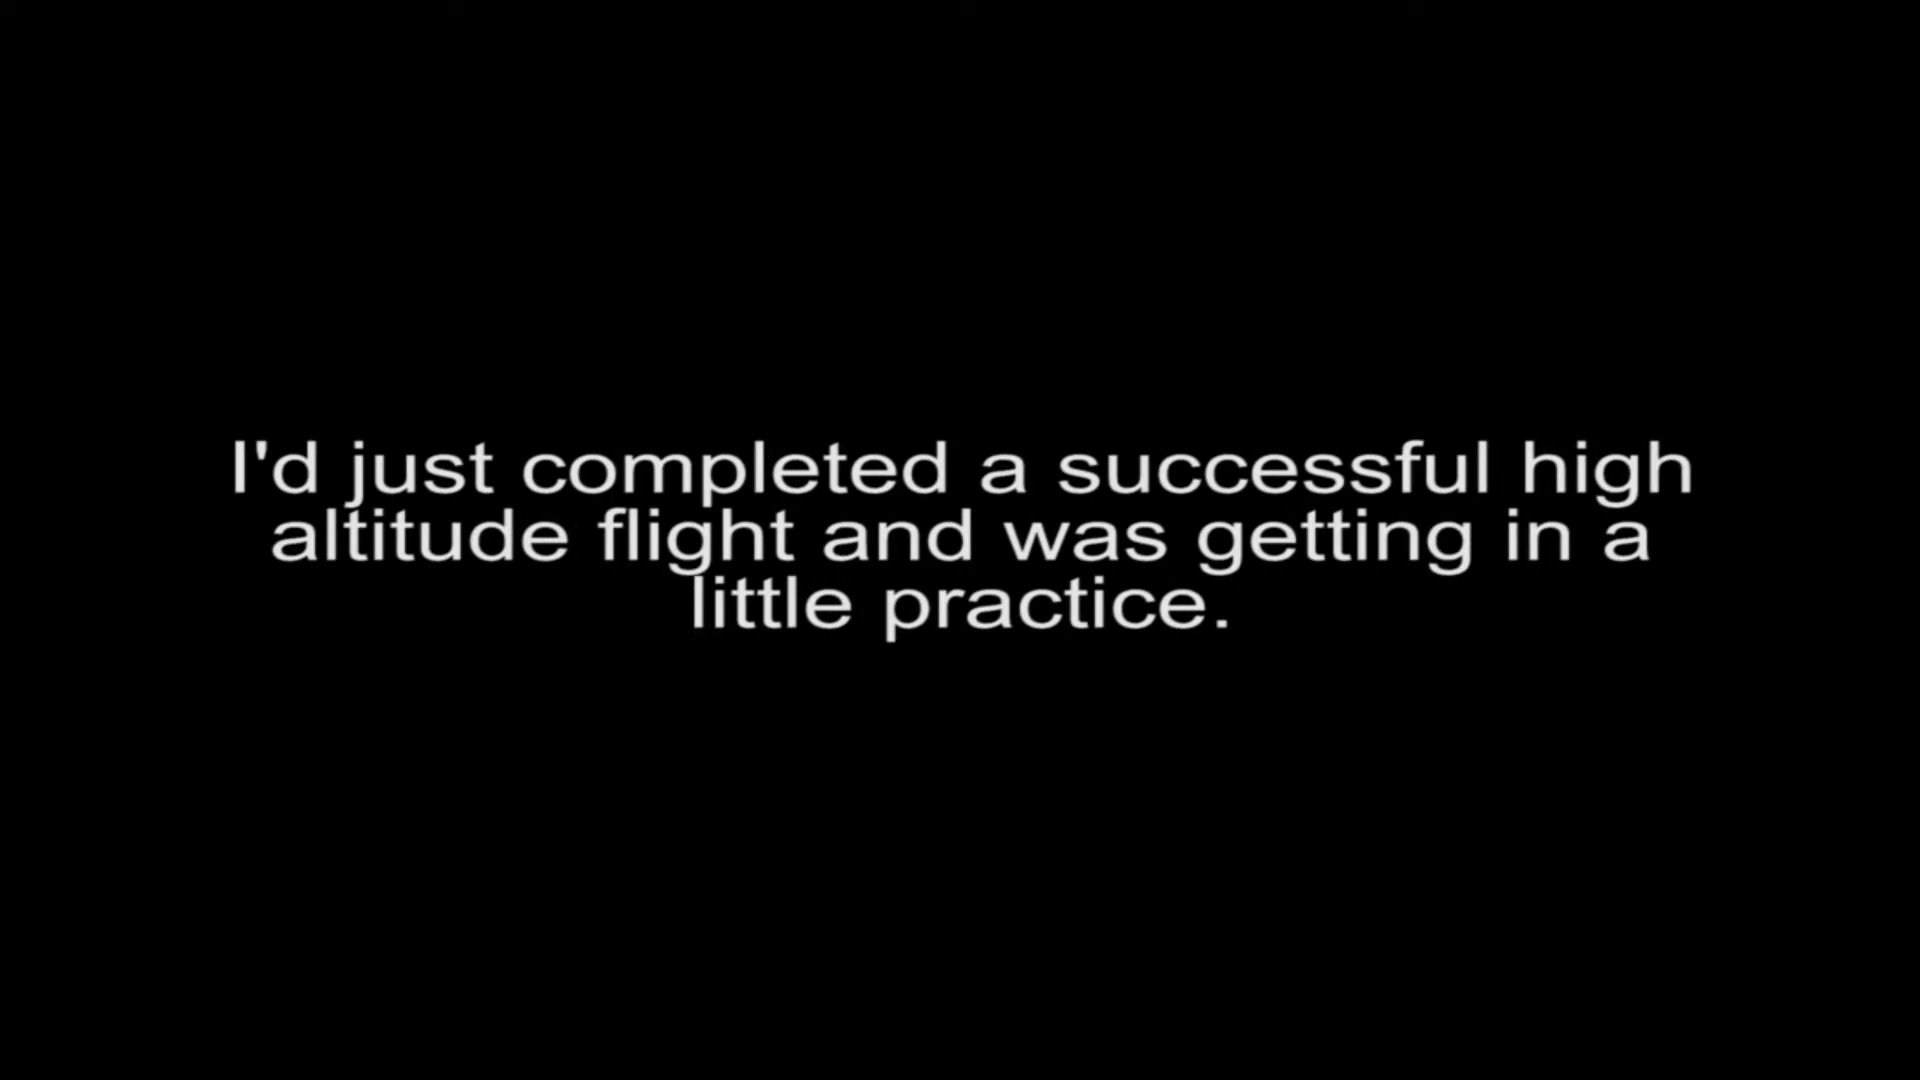 I'd just completed a successful high
altitude flight and was getting in a
little practice.